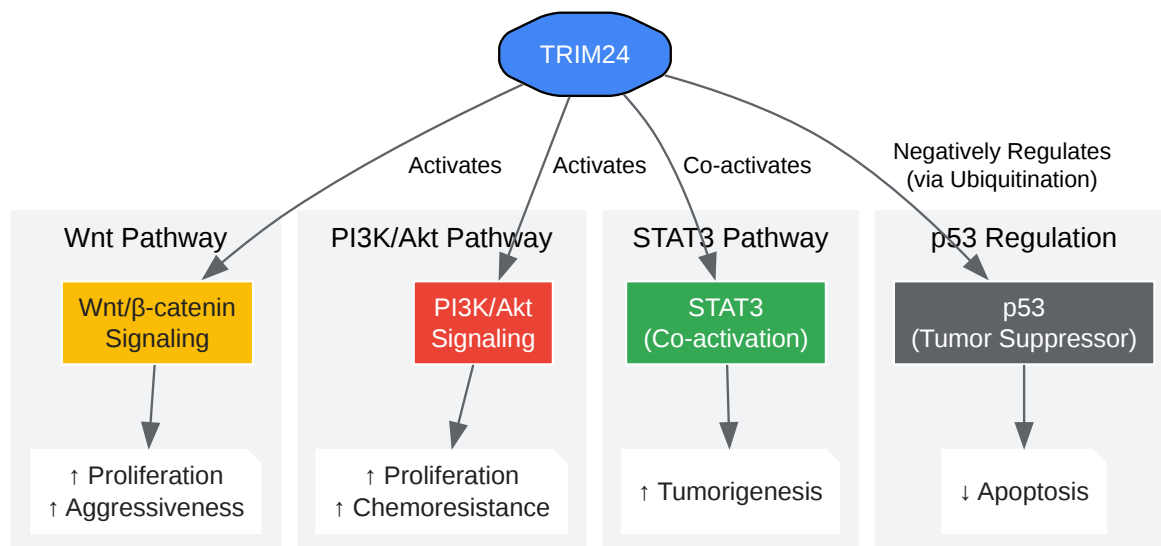 TRIM24
Activates
Activates
Co-activates
Negatively Regulates
(via Ubiquitination)
Wnt Pathway
Wnt/β-catenin
Signaling
↑ Proliferation
↑ Aggressiveness
PI3K/Akt Pathway
PI3K/Akt
Signaling
↑ Proliferation
↑ Chemoresistance
STAT3 Pathway
STAT3
(Co-activation)
↑ Tumorigenesis
p53 Regulation
p53
(Tumor Suppressor)
↓ Apoptosis